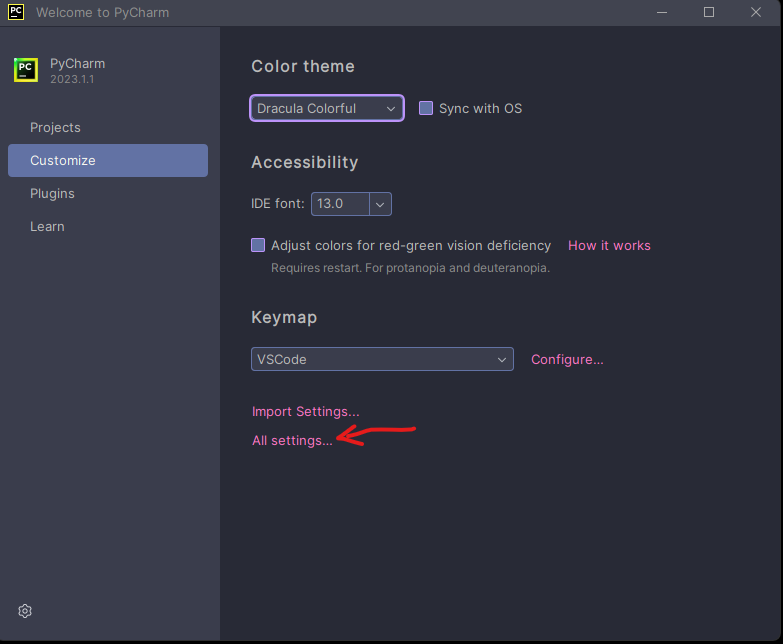 PC Welcome to PyCharm
PC PyCharm
2023.1.1
Projects
Customize
Plugins
Learn
Color theme
Dracula Colorful Sync with OS
Accessibility
IDE font: 13.0
Adjust colors for red-green vision deficiency How it works
Requires restart. For protanopia and deuteranopia.
Keymap
VSCode Configure...
Import Settings...
All settings...